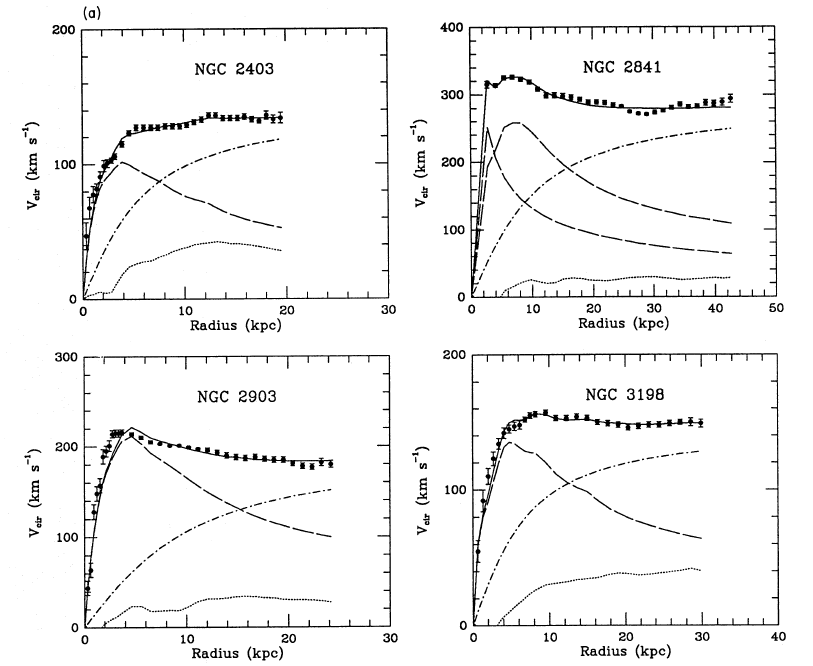 (a)
200
NGC 2403
100
0
0 10 20 30
V_cir (km s⁻¹)
Radius (kpc)
400
NGC 2841
300
200
100
0
0 10 20 30 40 50
V_cir (km s⁻¹)
Radius (kpc)
300
NGC 2903
200
100
0
0 10 20 30
V_cir (km s⁻¹)
Radius (kpc)
200
NGC 3198
100
0
0 10 20 30 40
V_cir (km s⁻¹)
Radius (kpc)